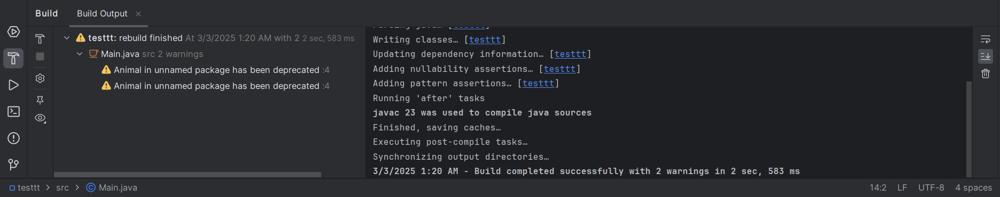 Build Build Output
testtt: rebuild finished At 3/3/2025 1:20 AM with 2 2 sec, 583 ms
Main.java src 2 warnings
Animal in unnamed package has been deprecated :4
Animal in unnamed package has been deprecated :4
Writing classes… [testtt]
Updating dependency information… [testtt]
Adding nullability assertions… [testtt]
Adding pattern assertions… [testtt]
Running 'after' tasks
javac 23 was used to compile java sources
Finished, saving caches…
Executing post-compile tasks…
Synchronizing output directories…
3/3/2025 1:20 AM - Build completed successfully with 2 warnings in 2 sec, 583 ms
testtt > src > Main.java 14:2 LF UTF-8 4 spaces